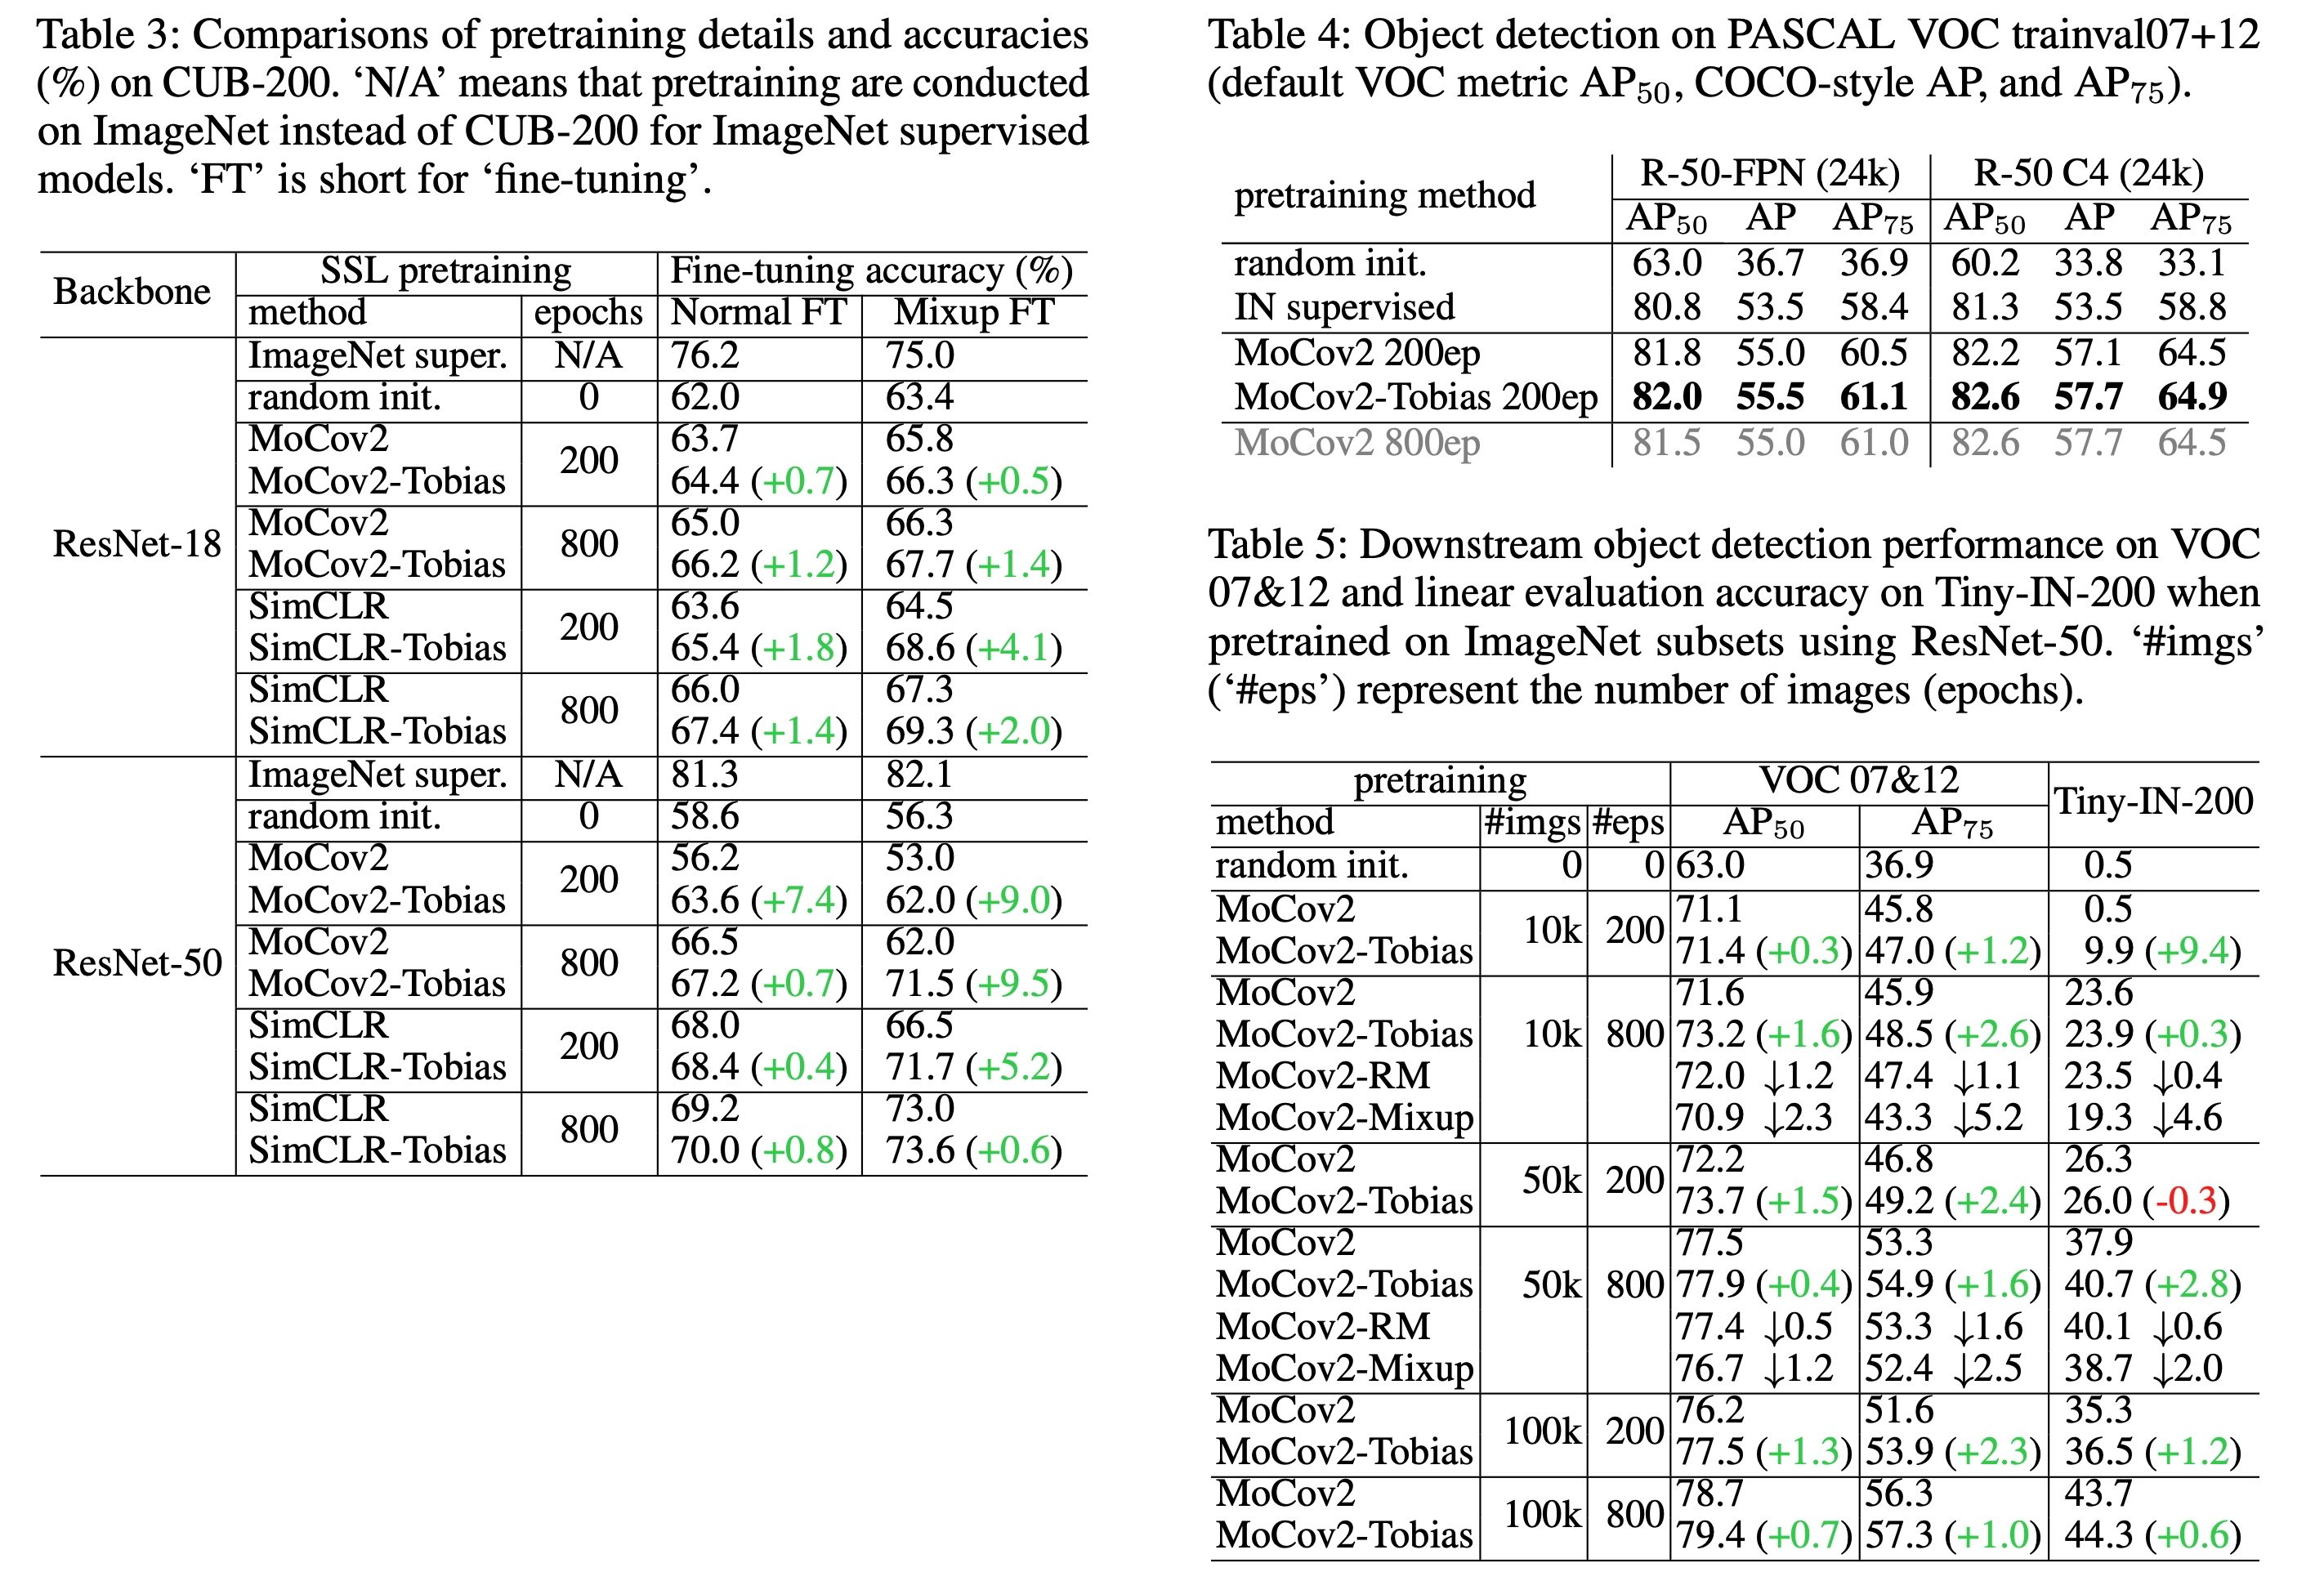 Table 3: Comparisons of pretraining details and accuracies
(%) on CUB-200. ‘N/A’ means that pretraining are conducted
on ImageNet instead of CUB-200 for ImageNet supervised
models. ‘FT’ is short for ‘fine-tuning’.
Backbone SSL pretraining Fine-tuning accuracy (%)
method epochs Normal FT Mixup FT
ResNet-18
ImageNet super. N/A 76.2 75.0
random init. 0 62.0 63.4
MoCov2 200 63.7 65.8
MoCov2-Tobias 64.4 (+0.7) 66.3 (+0.5)
MoCov2 800 65.0 66.3
MoCov2-Tobias 66.2 (+1.2) 67.7 (+1.4)
SimCLR 200 63.6 64.5
SimCLR-Tobias 65.4 (+1.8) 68.6 (+4.1)
SimCLR 800 66.0 67.3
SimCLR-Tobias 67.4 (+1.4) 69.3 (+2.0)
ResNet-50
ImageNet super. N/A 81.3 82.1
random init. 0 58.6 56.3
MoCov2 200 56.2 53.0
MoCov2-Tobias 63.6 (+7.4) 62.0 (+9.0)
MoCov2 800 66.5 62.0
MoCov2-Tobias 67.2 (+0.7) 71.5 (+9.5)
SimCLR 200 68.0 66.5
SimCLR-Tobias 68.4 (+0.4) 71.7 (+5.2)
SimCLR 800 69.2 73.0
SimCLR-Tobias 70.0 (+0.8) 73.6 (+0.6)
Table 4: Object detection on PASCAL VOC trainval07+12
(default VOC metric AP50, COCO-style AP, and AP75).
pretraining method R-50-FPN (24k) R-50 C4 (24k)
AP50 AP AP75 AP50 AP AP75
random init. 63.0 36.7 36.9 60.2 33.8 33.1
IN supervised 80.8 53.5 58.4 81.3 53.5 58.8
MoCov2 200ep 81.8 55.0 60.5 82.2 57.1 64.5
MoCov2-Tobias 200ep 82.0 55.5 61.1 82.6 57.7 64.9
MoCov2 800ep 81.5 55.0 61.0 82.6 57.7 64.5
Table 5: Downstream object detection performance on VOC
07&12 and linear evaluation accuracy on Tiny-IN-200 when
pretrained on ImageNet subsets using ResNet-50. ‘#imgs’
(‘#eps’) represent the number of images (epochs).
pretraining VOC 07&12 Tiny-IN-200
method #imgs #eps AP50 AP75
random init. 0 0 63.0 36.9 0.5
MoCov2 10k 200 71.1 45.8 0.5
MoCov2-Tobias 71.4 (+0.3) 47.0 (+1.2) 9.9 (+9.4)
MoCov2 71.6 45.9 23.6
MoCov2-Tobias 10k 800 73.2 (+1.6) 48.5 (+2.6) 23.9 (+0.3)
MoCov2-RM 72.0 ↓1.2 47.4 ↓1.1 23.5 ↓0.4
MoCov2-Mixup 70.9 ↓2.3 43.3 ↓5.2 19.3 ↓4.6
MoCov2 50k 200 72.2 46.8 26.3
MoCov2-Tobias 73.7 (+1.5) 49.2 (+2.4) 26.0 (-0.3)
MoCov2 77.5 53.3 37.9
MoCov2-Tobias 50k 800 77.9 (+0.4) 54.9 (+1.6) 40.7 (+2.8)
MoCov2-RM 77.4 ↓0.5 53.3 ↓1.6 40.1 ↓0.6
MoCov2-Mixup 76.7 ↓1.2 52.4 ↓2.5 38.7 ↓2.0
MoCov2 100k 200 76.2 51.6 35.3
MoCov2-Tobias 77.5 (+1.3) 53.9 (+2.3) 36.5 (+1.2)
MoCov2 100k 800 78.7 56.3 43.7
MoCov2-Tobias 79.4 (+0.7) 57.3 (+1.0) 44.3 (+0.6)